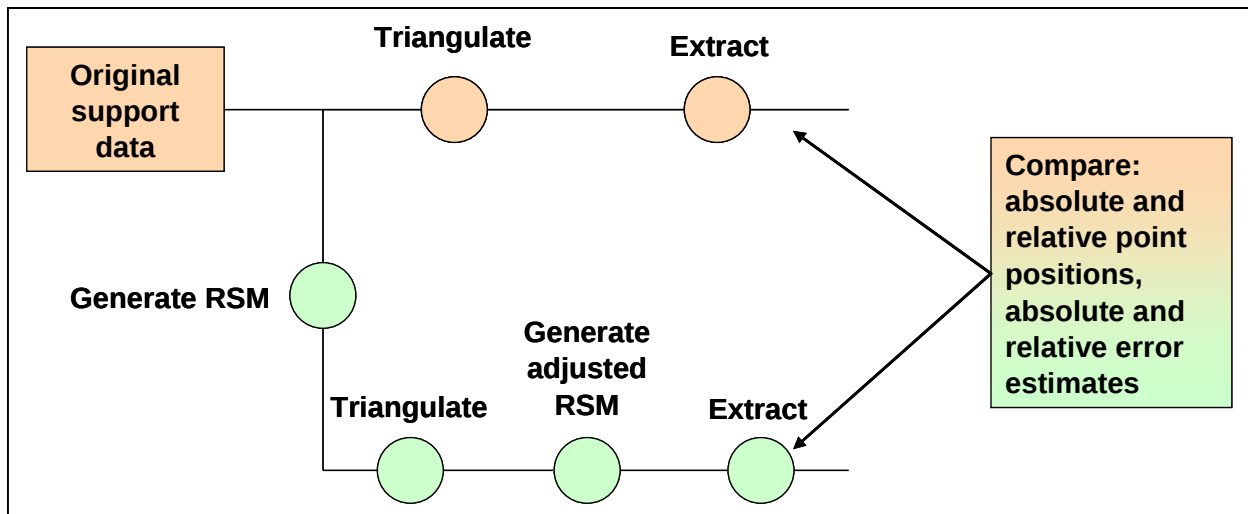 Original
support
data
Triangulate
Extract
Compare:
absolute and
relative point
positions,
absolute and
relative error
estimates
Generate RSM
Triangulate
Generate
adjusted
RSM
Extract